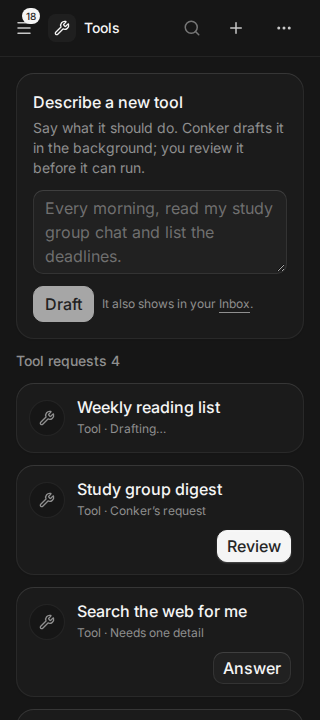 18
Tools
Describe a new tool
Say what it should do. Conker drafts it
in the background; you review it
before it can run.
Every morning, read my study
group chat and list the
deadlines.
Draft
It also shows in your Inbox.
Tool requests 4
Weekly reading list
Tool · Drafting...
Study group digest
Tool · Conker’s request
Review
Search the web for me
Tool · Needs one detail
Answer